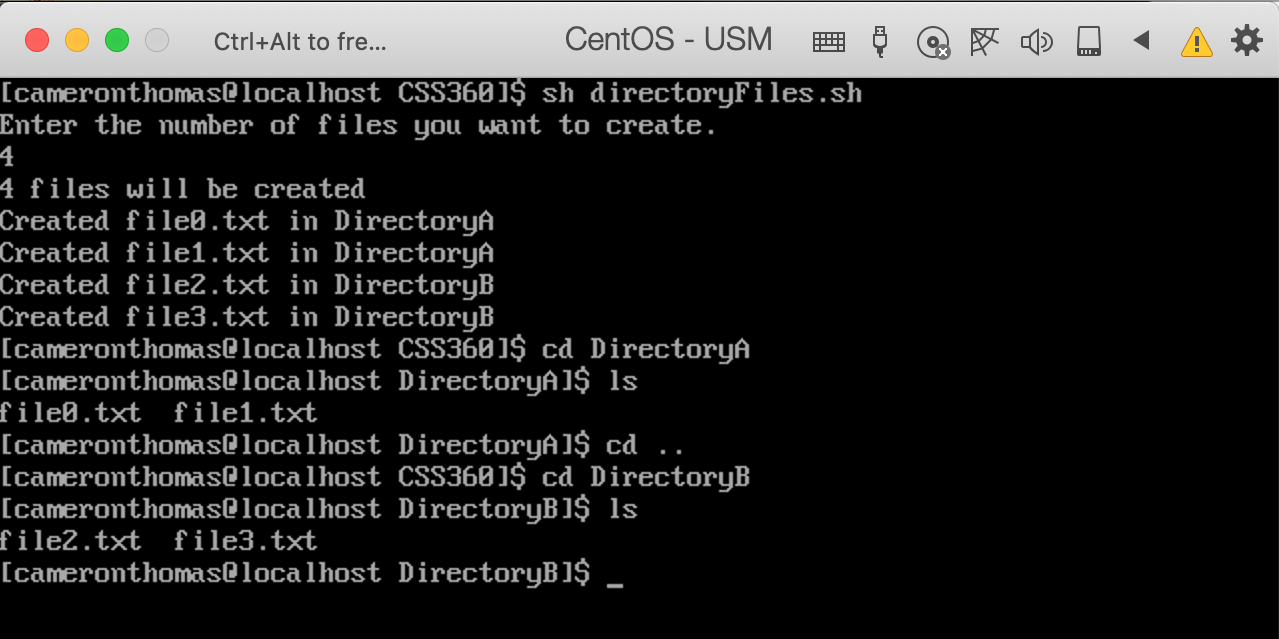 Ctrl+Alt to fre... CentOS - USM
[cameronthomas@localhost CSS360]$ sh directoryFiles.sh
Enter the number of files you want to create.
4
4 files will be created
Created file0.txt in DirectoryA
Created file1.txt in DirectoryA
Created file2.txt in DirectoryB
Created file3.txt in DirectoryB
[cameronthomas@localhost CSS360]$ cd DirectoryA
[cameronthomas@localhost DirectoryA]$ ls
file0.txt  file1.txt
[cameronthomas@localhost DirectoryA]$ cd ..
[cameronthomas@localhost CSS360]$ cd DirectoryB
[cameronthomas@localhost DirectoryB]$ ls
file2.txt  file3.txt
[cameronthomas@localhost DirectoryB]$ _